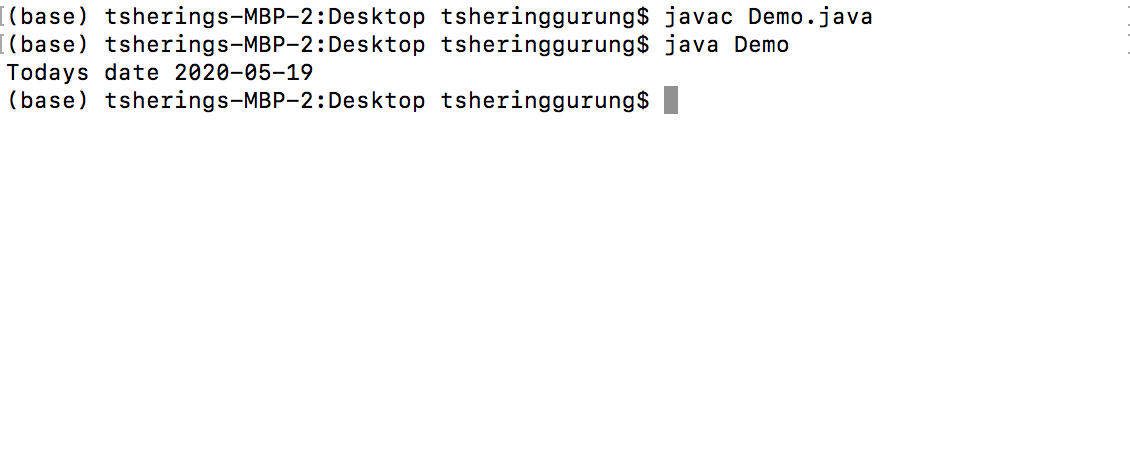 (base) tsherings-MBP-2:Desktop tsheringgurung$ javac Demo.java
(base) tsherings-MBP-2:Desktop tsheringgurung$ java Demo
Todays date 2020-05-19
(base) tsherings-MBP-2:Desktop tsheringgurung$